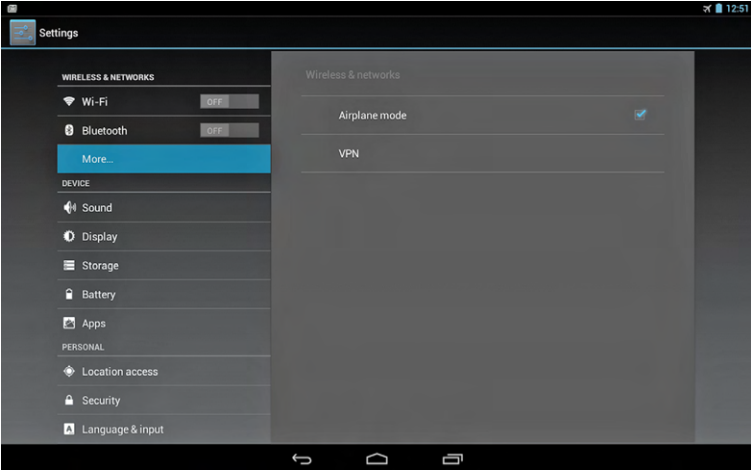 12:51
Settings
WIRELESS & NETWORKS
Wi-Fi OFF
Bluetooth OFF
More...
DEVICE
Sound
Display
Storage
Battery
Apps
PERSONAL
Location access
Security
A Language & input
Wireless & networks
Airplane mode
VPN